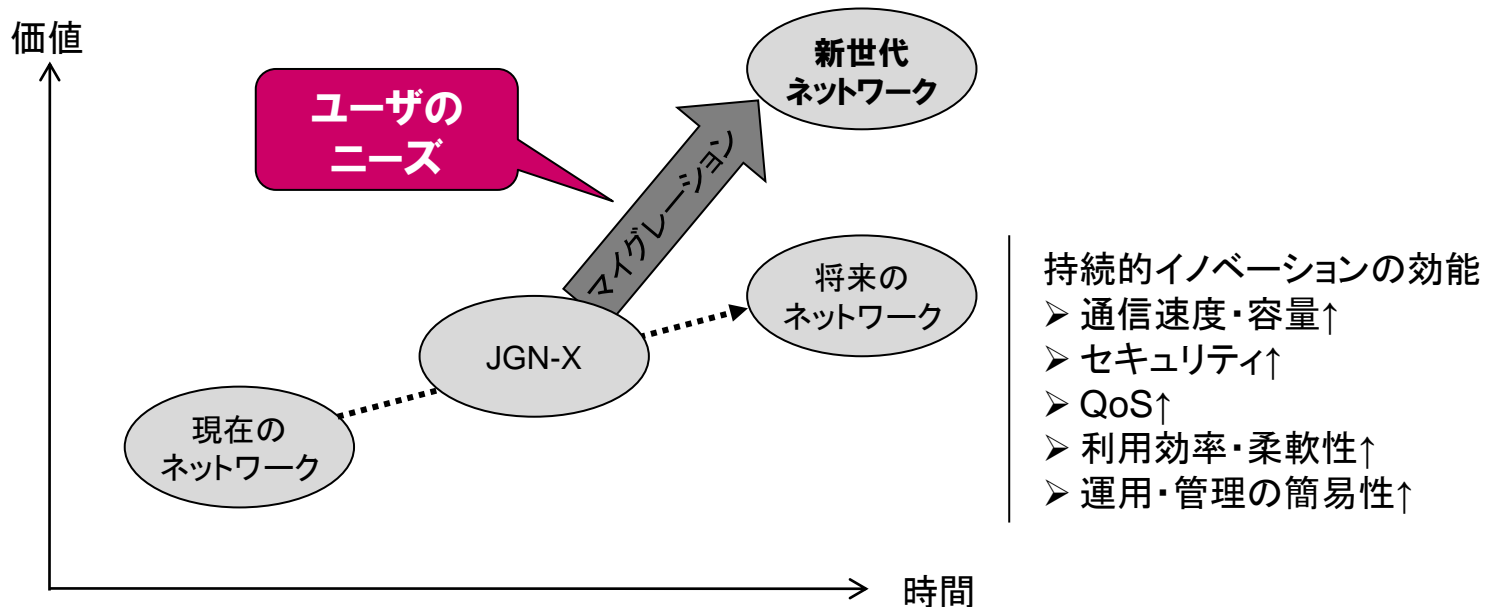 価値
新世代
ネットワーク
ユーザの
ニーズ
マイグレーション
将来の
ネットワーク
JGN-X
現在の
ネットワーク
持続的イノベーションの効能
➢ 通信速度・容量↑
➢ セキュリティ↑
➢ QoS↑
➢ 利用効率・柔軟性↑
➢ 運用・管理の簡易性↑
時間